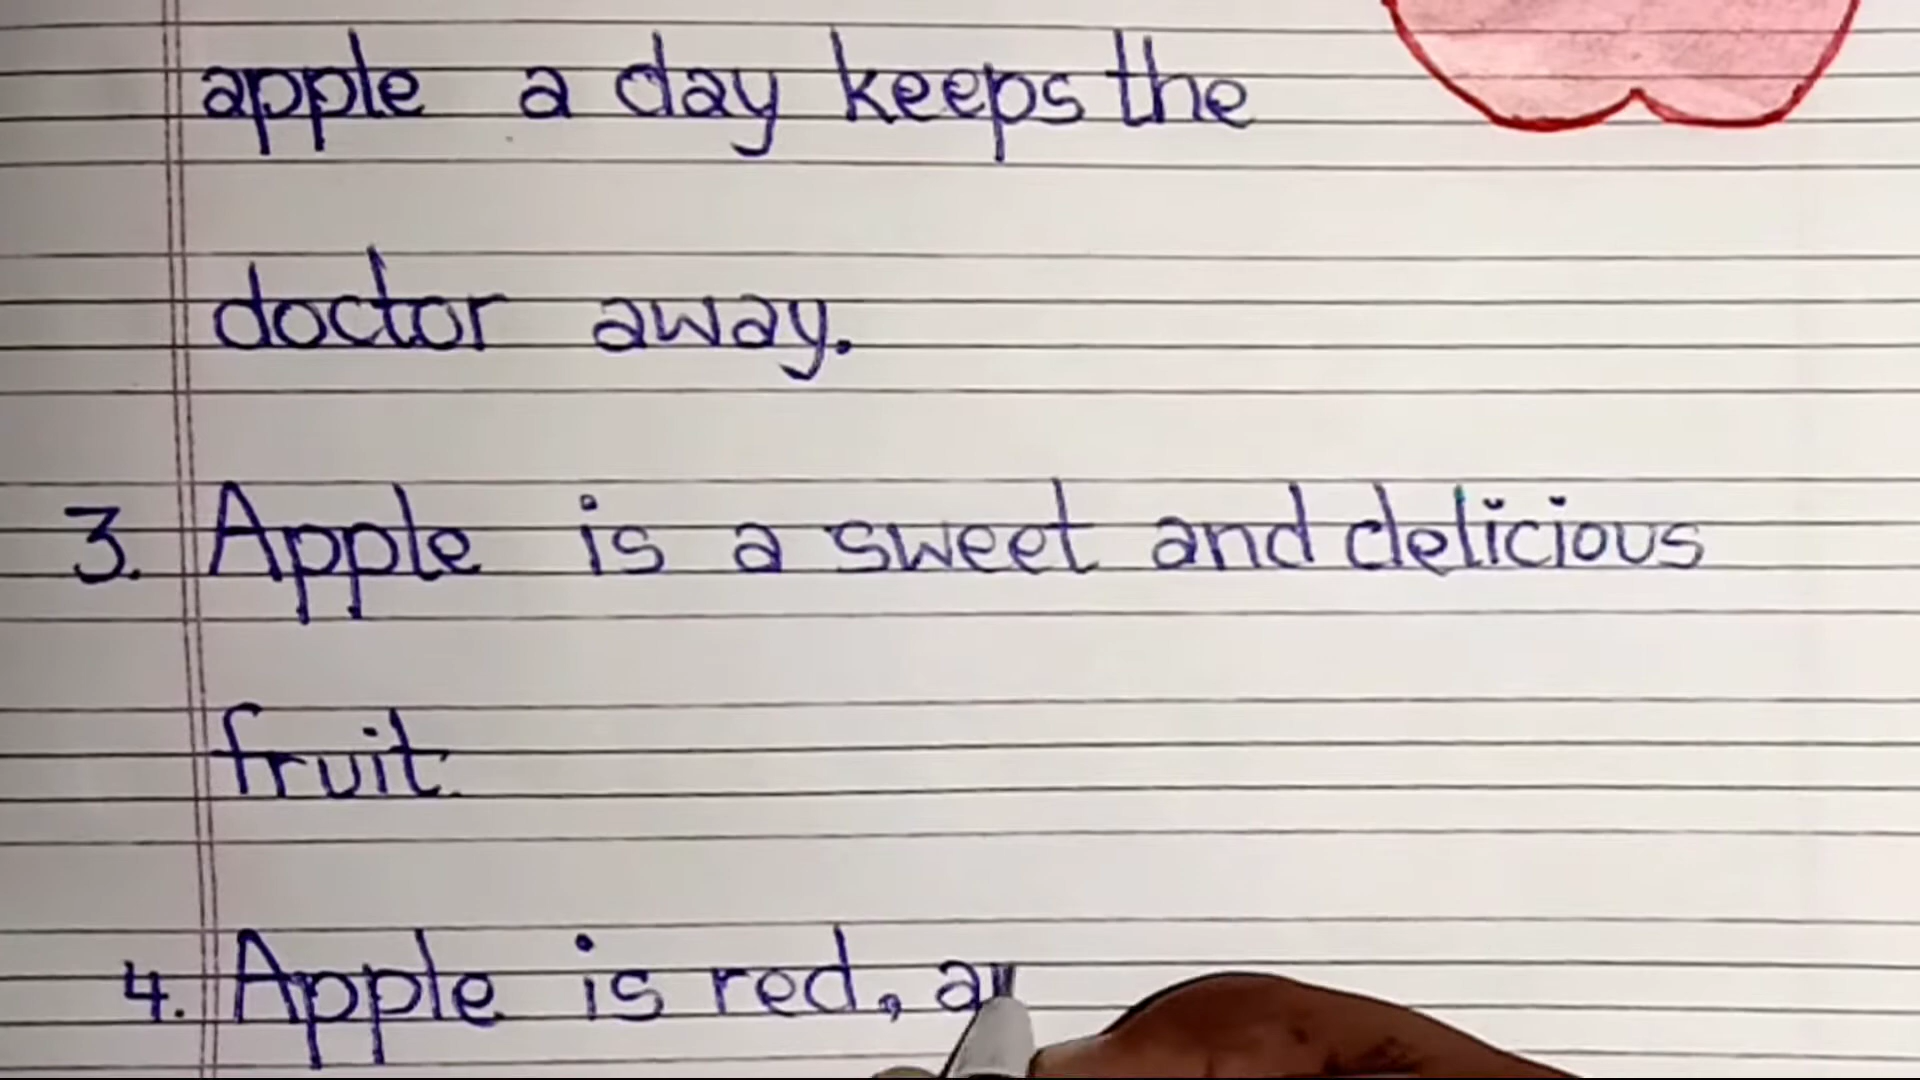 apple a day keeps the
doctor away.
3. Apple is a sweet and delicious
fruit.
4. Apple is red,